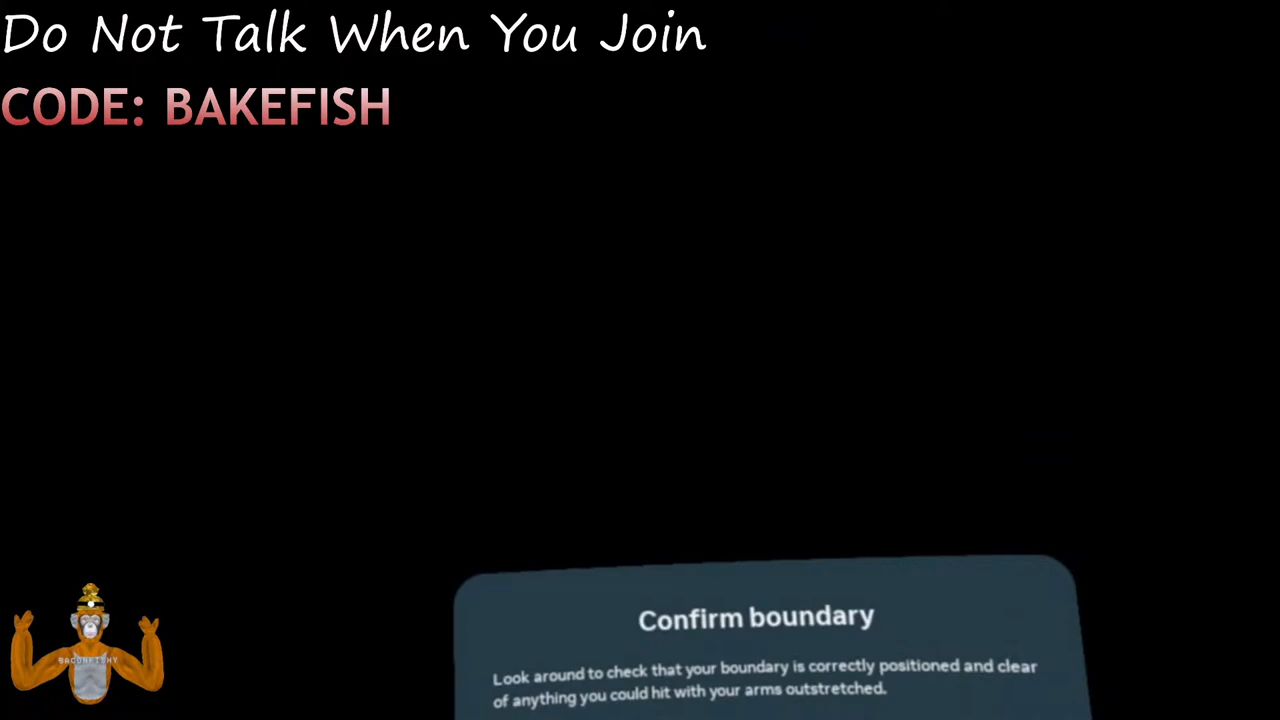 Do Not Talk When You Join
CODE: BAKEFISH
BACONFISHY
Confirm boundary
Look around to check that your boundary is correctly positioned and clear
of anything you could hit with your arms outstretched.